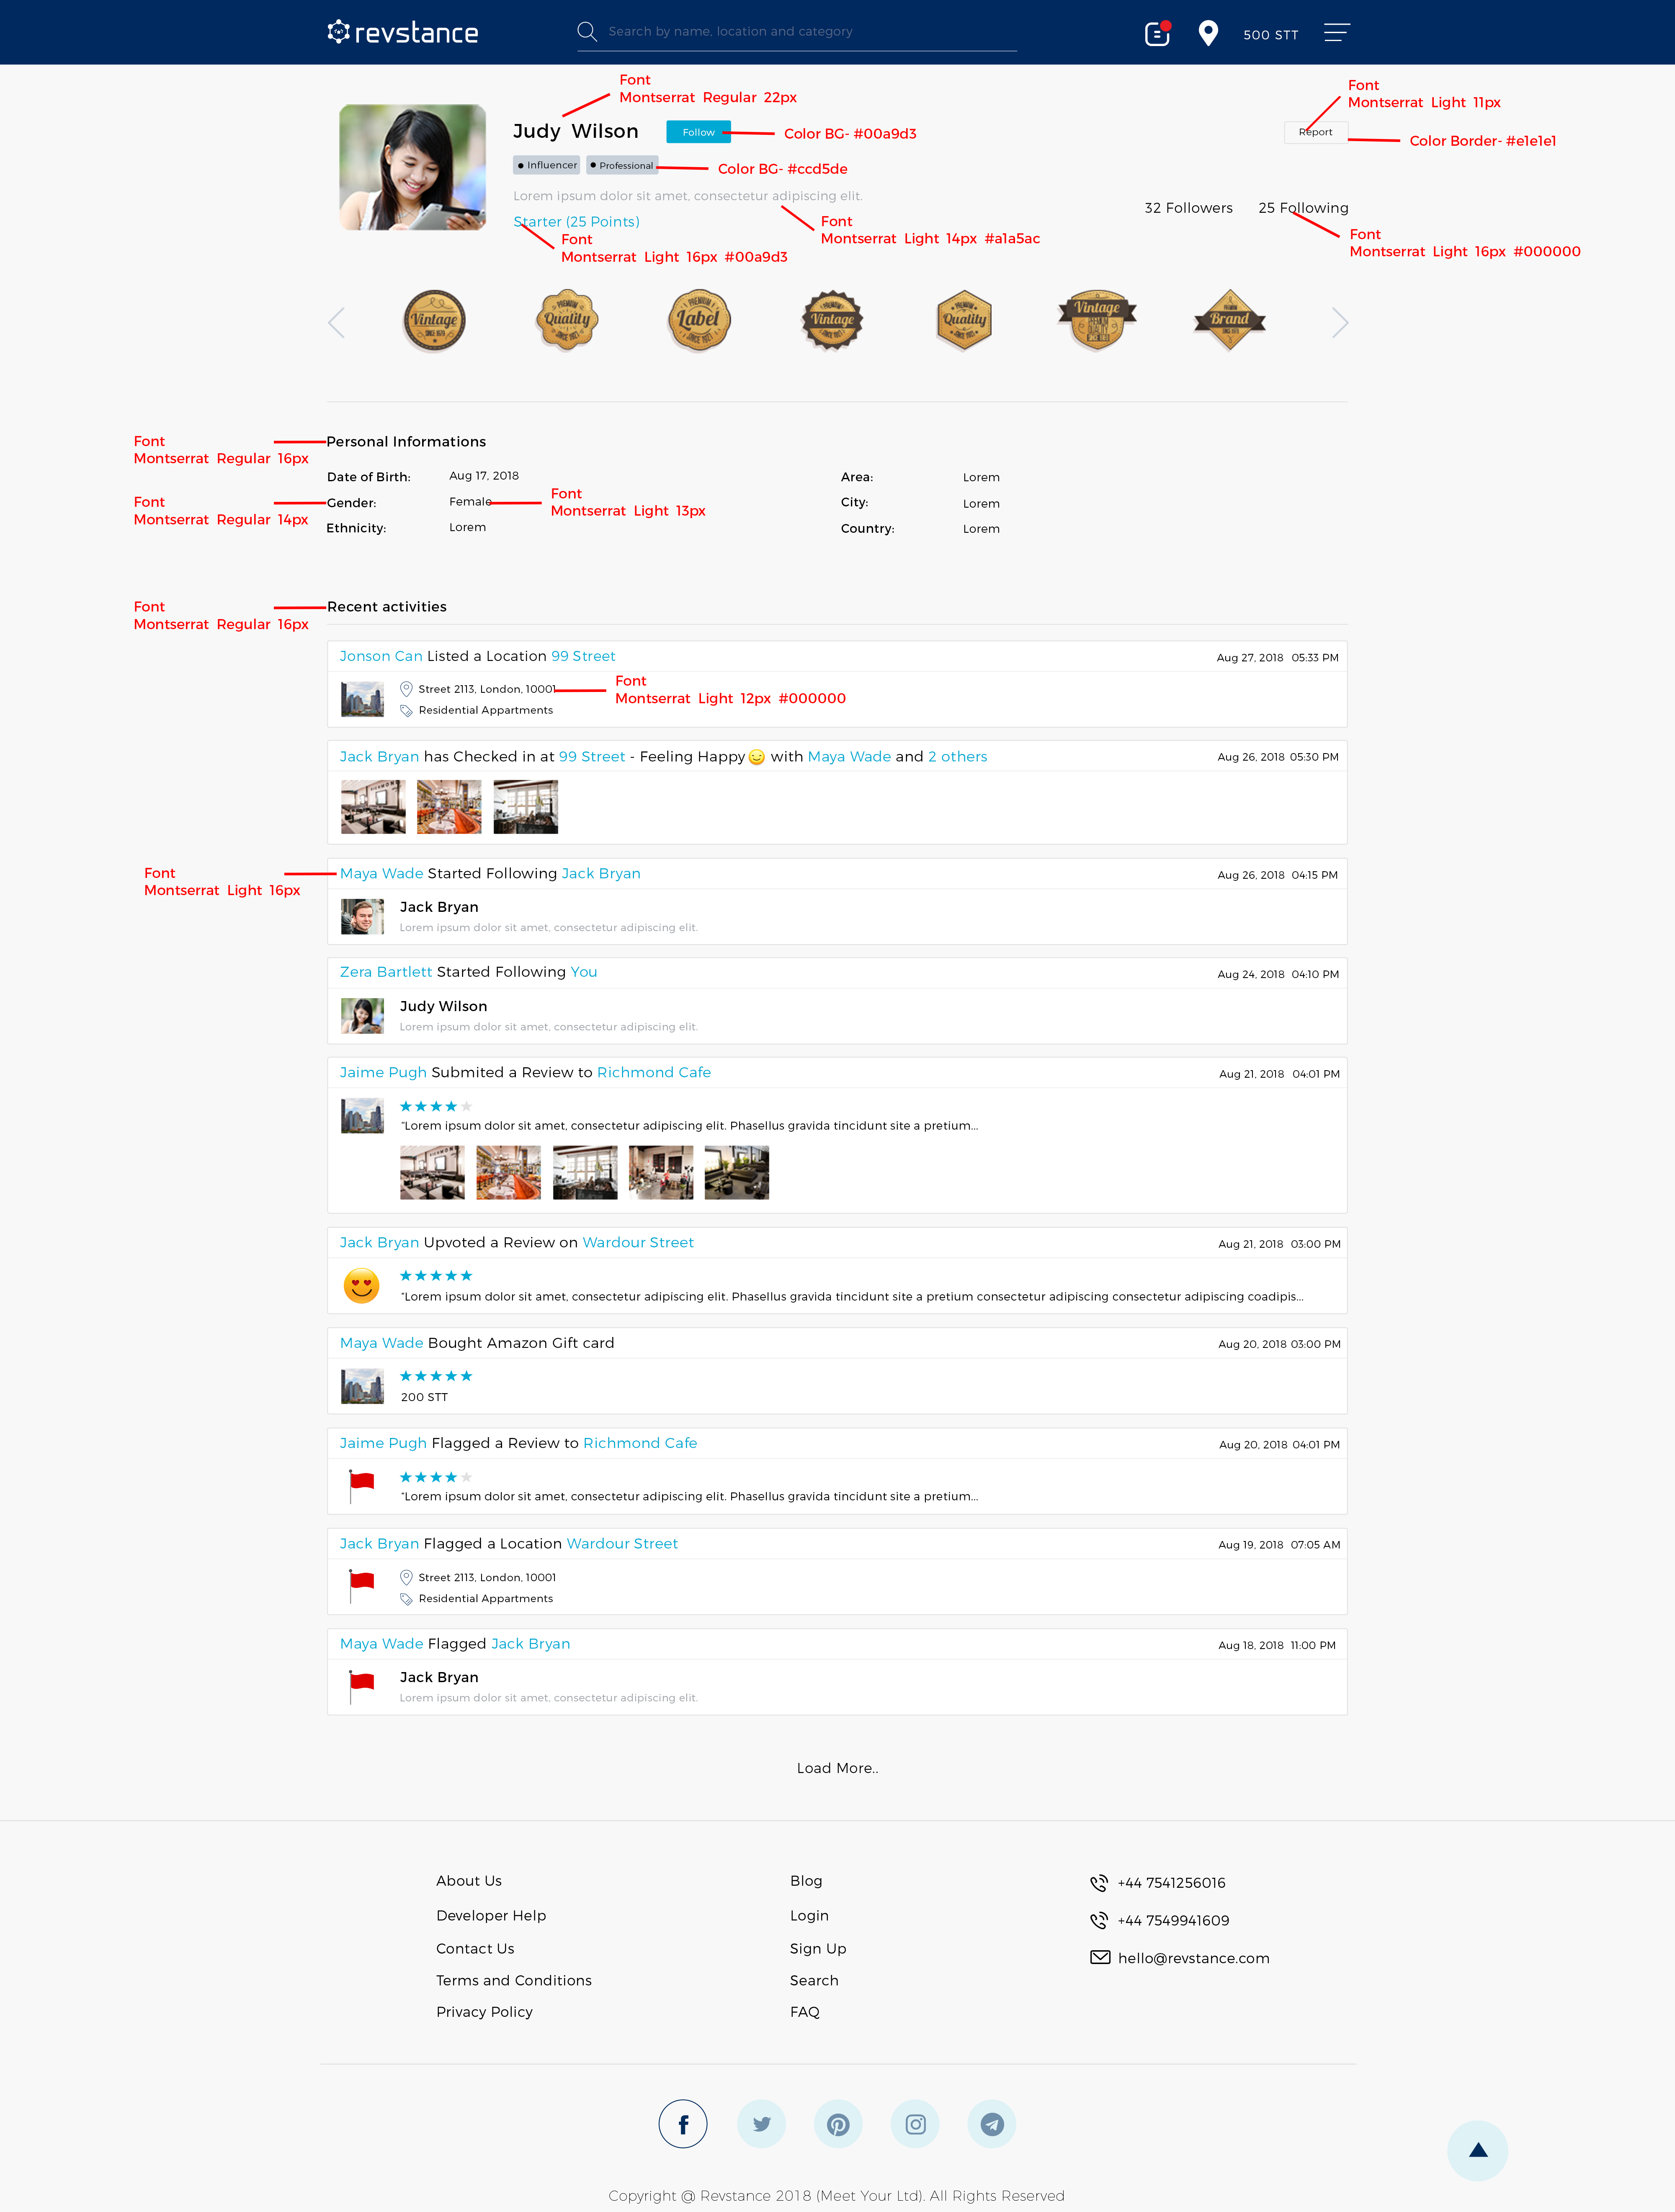 revstance
Search by name, location and category
500 STT
Font
Montserrat Regular 22px
Font
Montserrat Light 11px
Judy Wilson
Follow
Color BG- #00a9d3
Report
Color Border- #e1e1e1
Influencer
Professional
Color BG- #ccd5de
Lorem ipsum dolor sit amet, consectetur adipiscing elit.
32 Followers
25 Following
Starter (25 Points)
Font
Montserrat Light 14px #a1a5ac
Font
Montserrat Light 16px #00a9d3
Font
Montserrat Light 16px #000000
Vintage
SINCE 1979
PREMIUM
Quality
SINCE 1927
PREMIUM
Label
SINCE 1927
PREMIUM
Vintage
SINCE 1927
PREMIUM
Quality
SINCE 1927
Vintage
Brand
Font
Montserrat Regular 16px
Personal Informations
Date of Birth:
Aug 17, 2018
Area:
Lorem
Font
Montserrat Regular 14px
Gender:
Female
Font
Montserrat Light 13px
City:
Lorem
Ethnicity:
Lorem
Country:
Lorem
Font
Montserrat Regular 16px
Recent activities
Jonson Can Listed a Location 99 Street
Aug 27, 2018 05:33 PM
Street 2113, London, 10001
Font
Montserrat Light 12px #000000
Residential Appartments
Jack Bryan has Checked in at 99 Street - Feeling Happy with Maya Wade and 2 others
Aug 26, 2018 05:30 PM
Font
Montserrat Light 16px
Maya Wade Started Following Jack Bryan
Aug 26, 2018 04:15 PM
Jack Bryan
Lorem ipsum dolor sit amet, consectetur adipiscing elit.
Zera Bartlett Started Following You
Aug 24, 2018 04:10 PM
Judy Wilson
Lorem ipsum dolor sit amet, consectetur adipiscing elit.
Jaime Pugh Submited a Review to Richmond Cafe
Aug 21, 2018 04:01 PM
"Lorem ipsum dolor sit amet, consectetur adipiscing elit. Phasellus gravida tincidunt site a pretium...
Jack Bryan Upvoted a Review on Wardour Street
Aug 21, 2018 03:00 PM
"Lorem ipsum dolor sit amet, consectetur adipiscing elit. Phasellus gravida tincidunt site a pretium consectetur adipiscing consectetur adipiscing coadipis...
Maya Wade Bought Amazon Gift card
Aug 20, 2018 03:00 PM
200 STT
Jaime Pugh Flagged a Review to Richmond Cafe
Aug 20, 2018 04:01 PM
"Lorem ipsum dolor sit amet, consectetur adipiscing elit. Phasellus gravida tincidunt site a pretium...
Jack Bryan Flagged a Location Wardour Street
Aug 19, 2018 07:05 AM
Street 2113, London, 10001
Residential Appartments
Maya Wade Flagged Jack Bryan
Aug 18, 2018 11:00 PM
Jack Bryan
Lorem ipsum dolor sit amet, consectetur adipiscing elit.
Load More..
About Us
Developer Help
Contact Us
Terms and Conditions
Privacy Policy
Blog
Login
Sign Up
Search
FAQ
+44 7541256016
+44 7549941609
hello@revstance.com
Copyright @ Revstance 2018 (Meet Your Ltd). All Rights Reserved